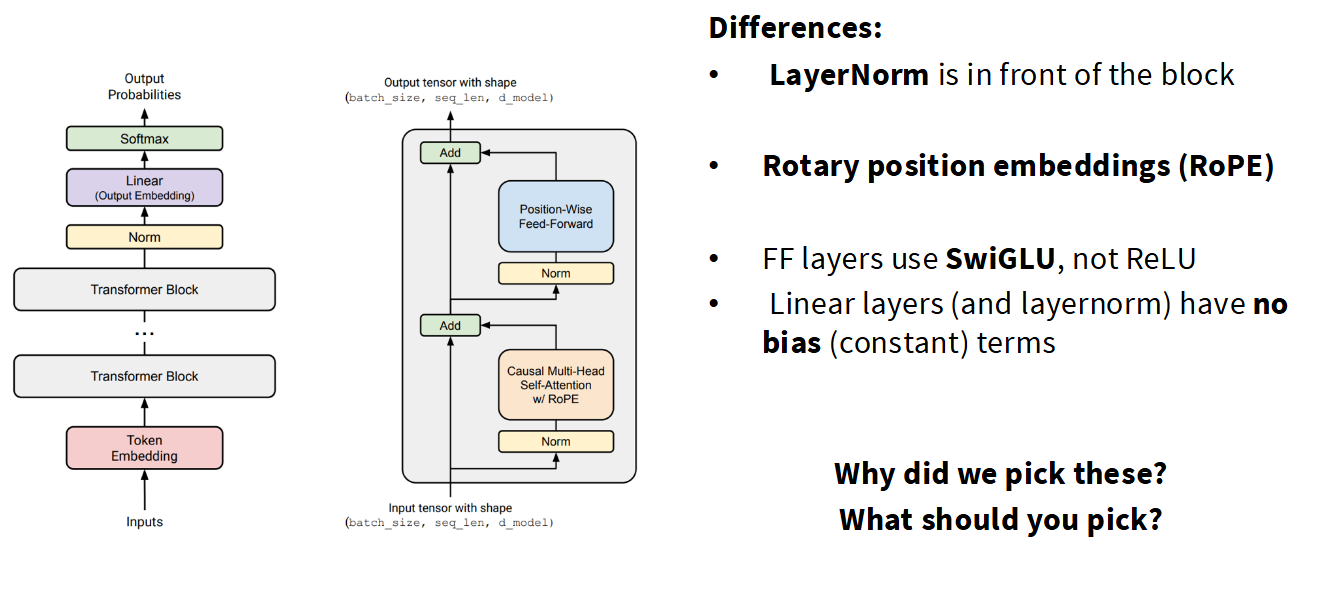 Output
Probabilities
Softmax
Linear
(Output Embedding)
Norm
Transformer Block
...
Transformer Block
Token
Embedding
Inputs
Output tensor with shape
(batch_size, seq_len, d_model)
Add
Position-Wise
Feed-Forward
Norm
Add
Causal Multi-Head
Self-Attention
w/ RoPE
Norm
Input tensor with shape
(batch_size, seq_len, d_model)
Differences:
• LayerNorm is in front of the block
• Rotary position embeddings (RoPE)
• FF layers use SwiGLU, not ReLU
• Linear layers (and layernorm) have no
bias (constant) terms
Why did we pick these?
What should you pick?